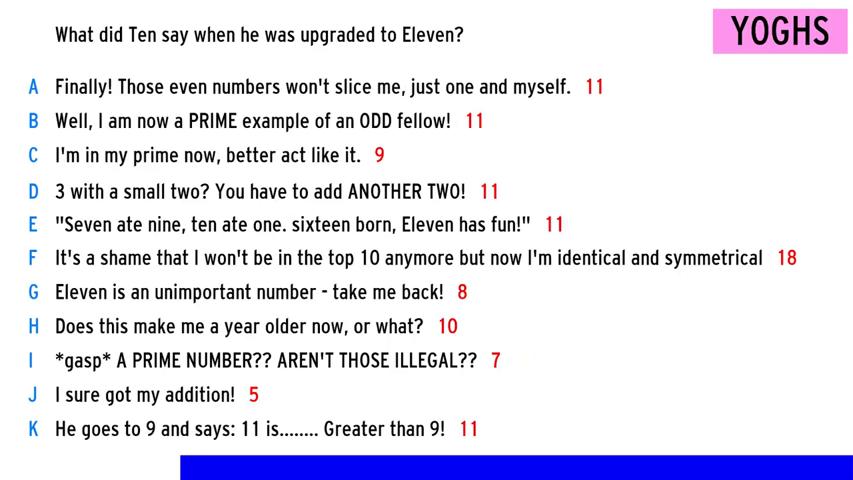 What did Ten say when he was upgraded to Eleven?
YOGHS
A Finally! Those even numbers won't slice me, just one and myself. 11
B Well, I am now a PRIME example of an ODD fellow! 11
C I'm in my prime now, better act like it. 9
D 3 with a small two? You have to add ANOTHER TWO! 11
E "Seven ate nine, ten ate one. sixteen born, Eleven has fun!" 11
F It's a shame that I won't be in the top 10 anymore but now I'm identical and symmetrical 18
G Eleven is an unimportant number - take me back! 8
H Does this make me a year older now, or what? 10
I *gasp* A PRIME NUMBER?? AREN'T THOSE ILLEGAL?? 7
J I sure got my addition! 5
K He goes to 9 and says: 11 is........ Greater than 9! 11